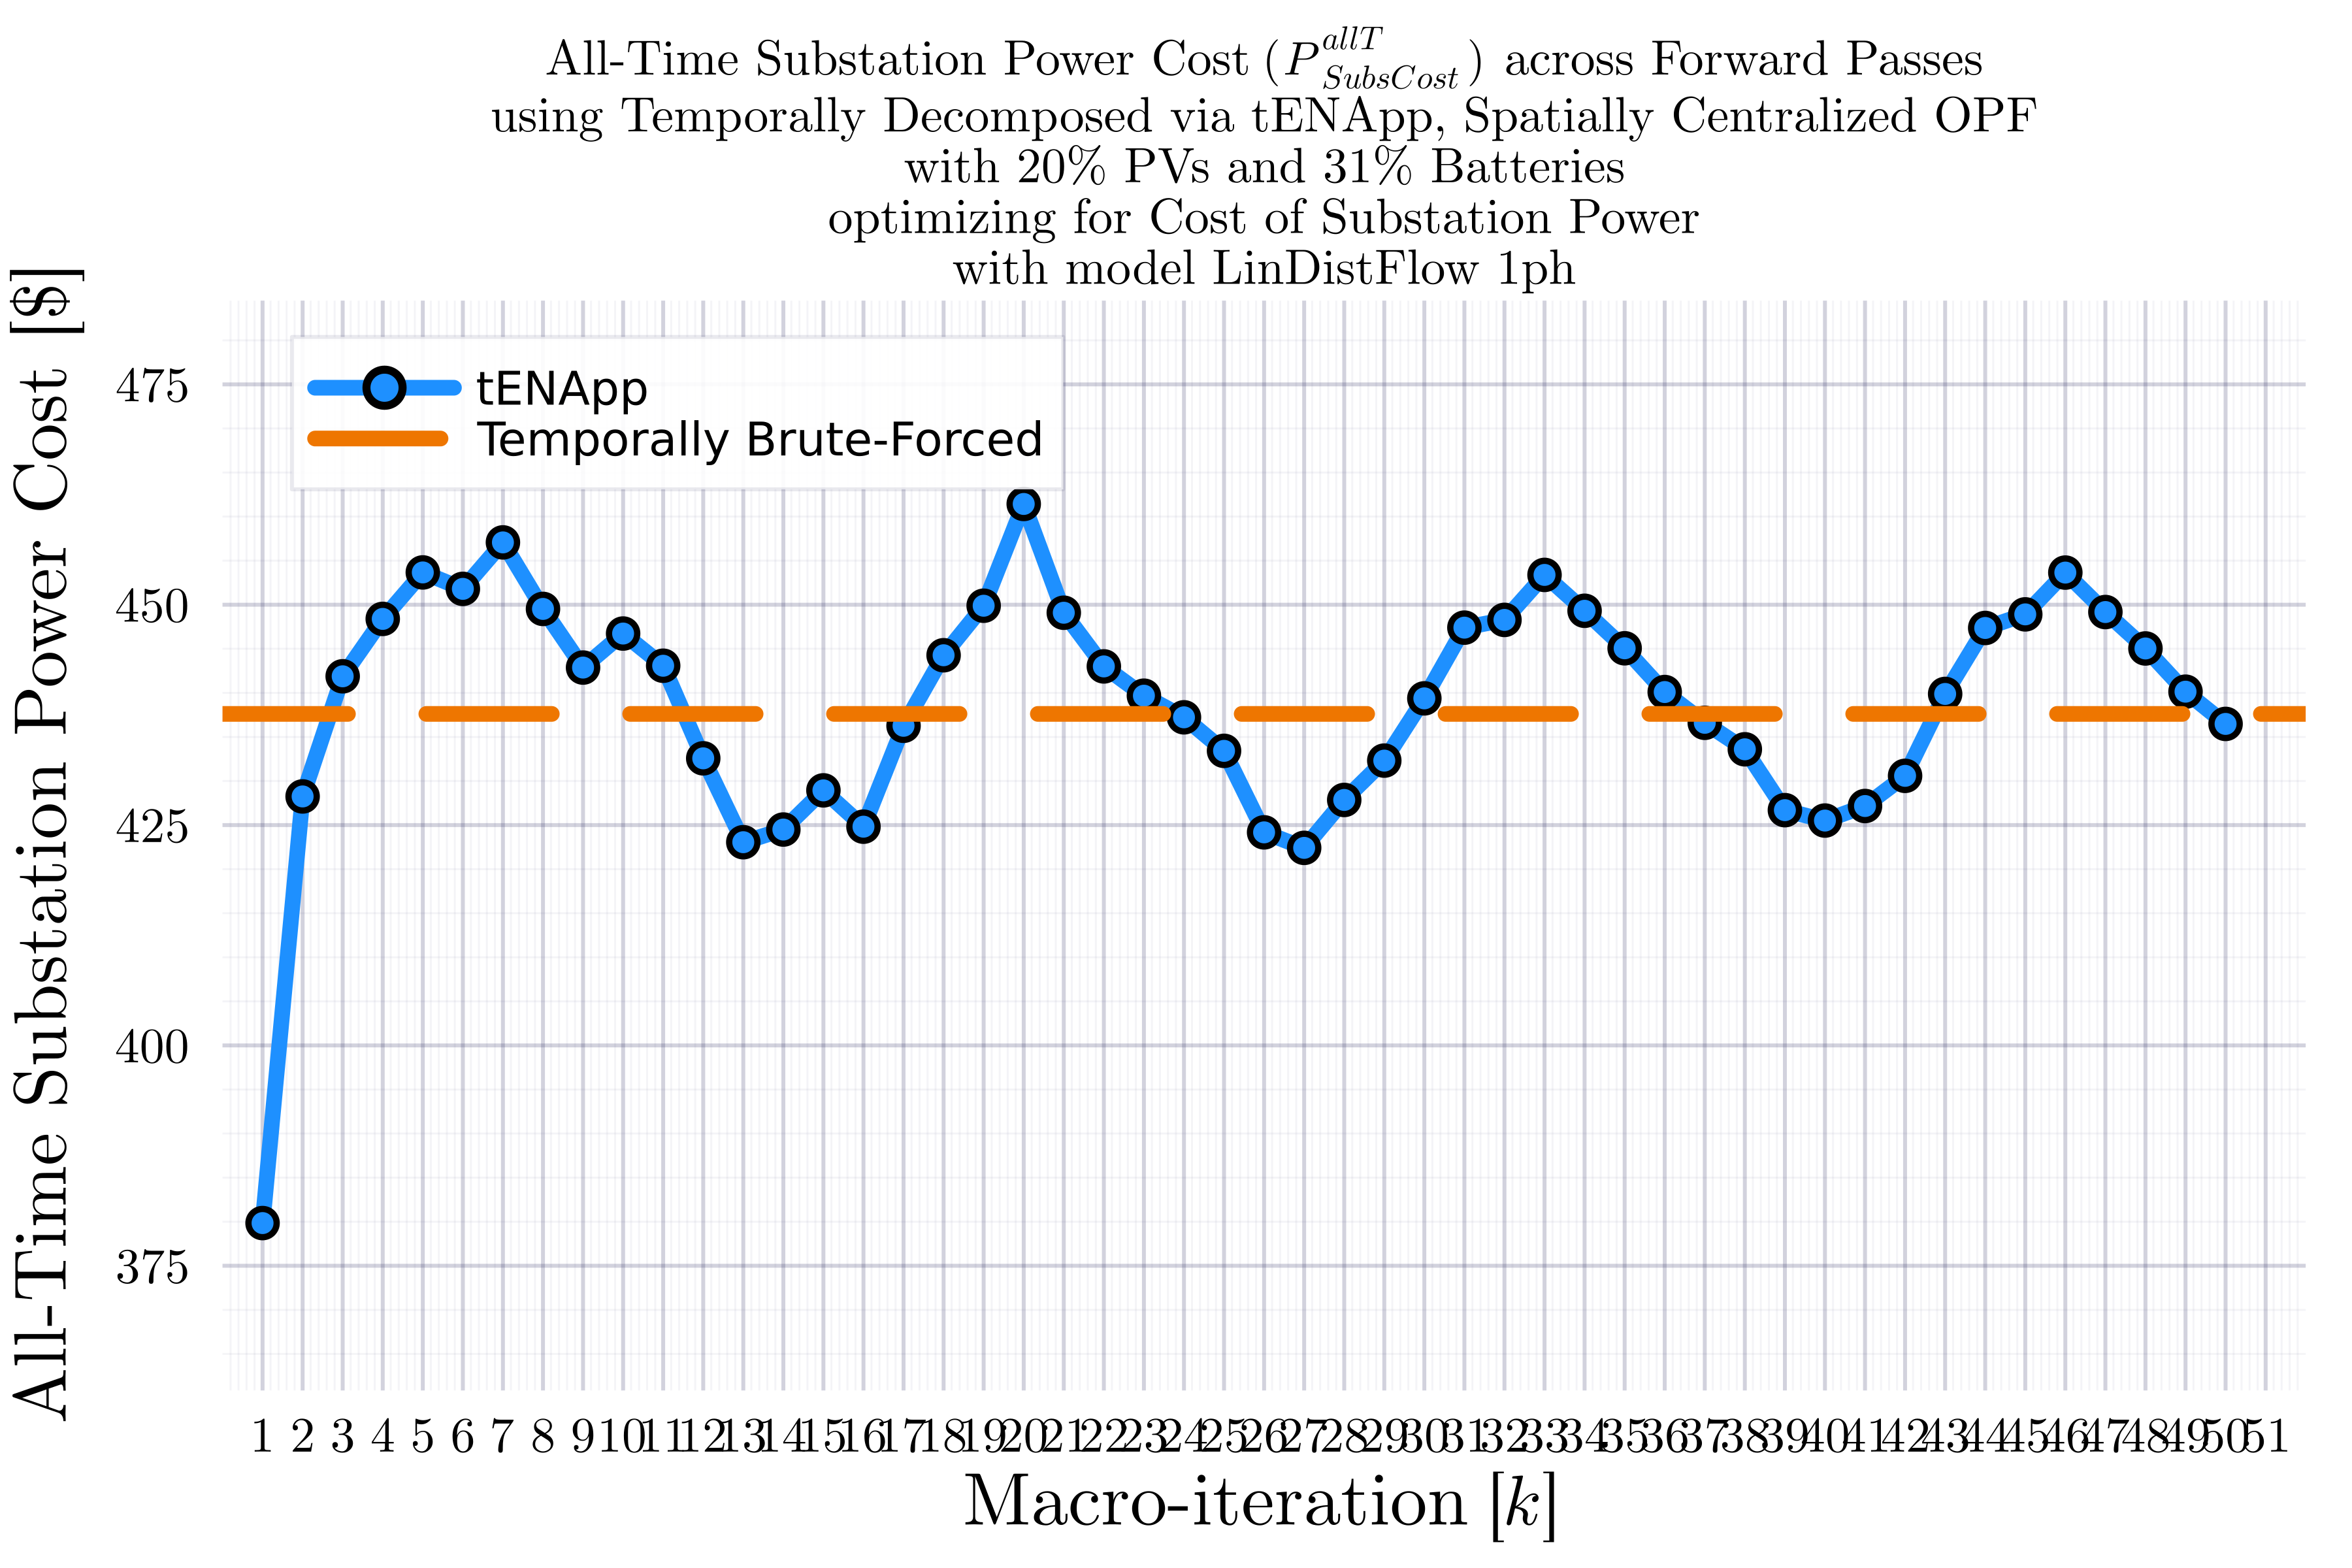 All-Time Substation Power Cost (P^{allT}_{SubsCost}) across Forward Passes
using Temporally Decomposed via tENApp, Spatially Centralized OPF
with 20% PVs and 31% Batteries
optimizing for Cost of Substation Power
with model LinDistFlow 1ph
All-Time Substation Power Cost [$]
475
450
425
400
375
tENApp
Temporally Brute-Forced
1 2 3 4 5 6 7 8 9 10 11 12 13 14 15 16 17 18 19 20 21 22 23 24 25 26 27 28 29 30 31 32 33 34 35 36 37 38 39 40 41 42 43 44 45 46 47 48 49 50 51
Macro-iteration [k]